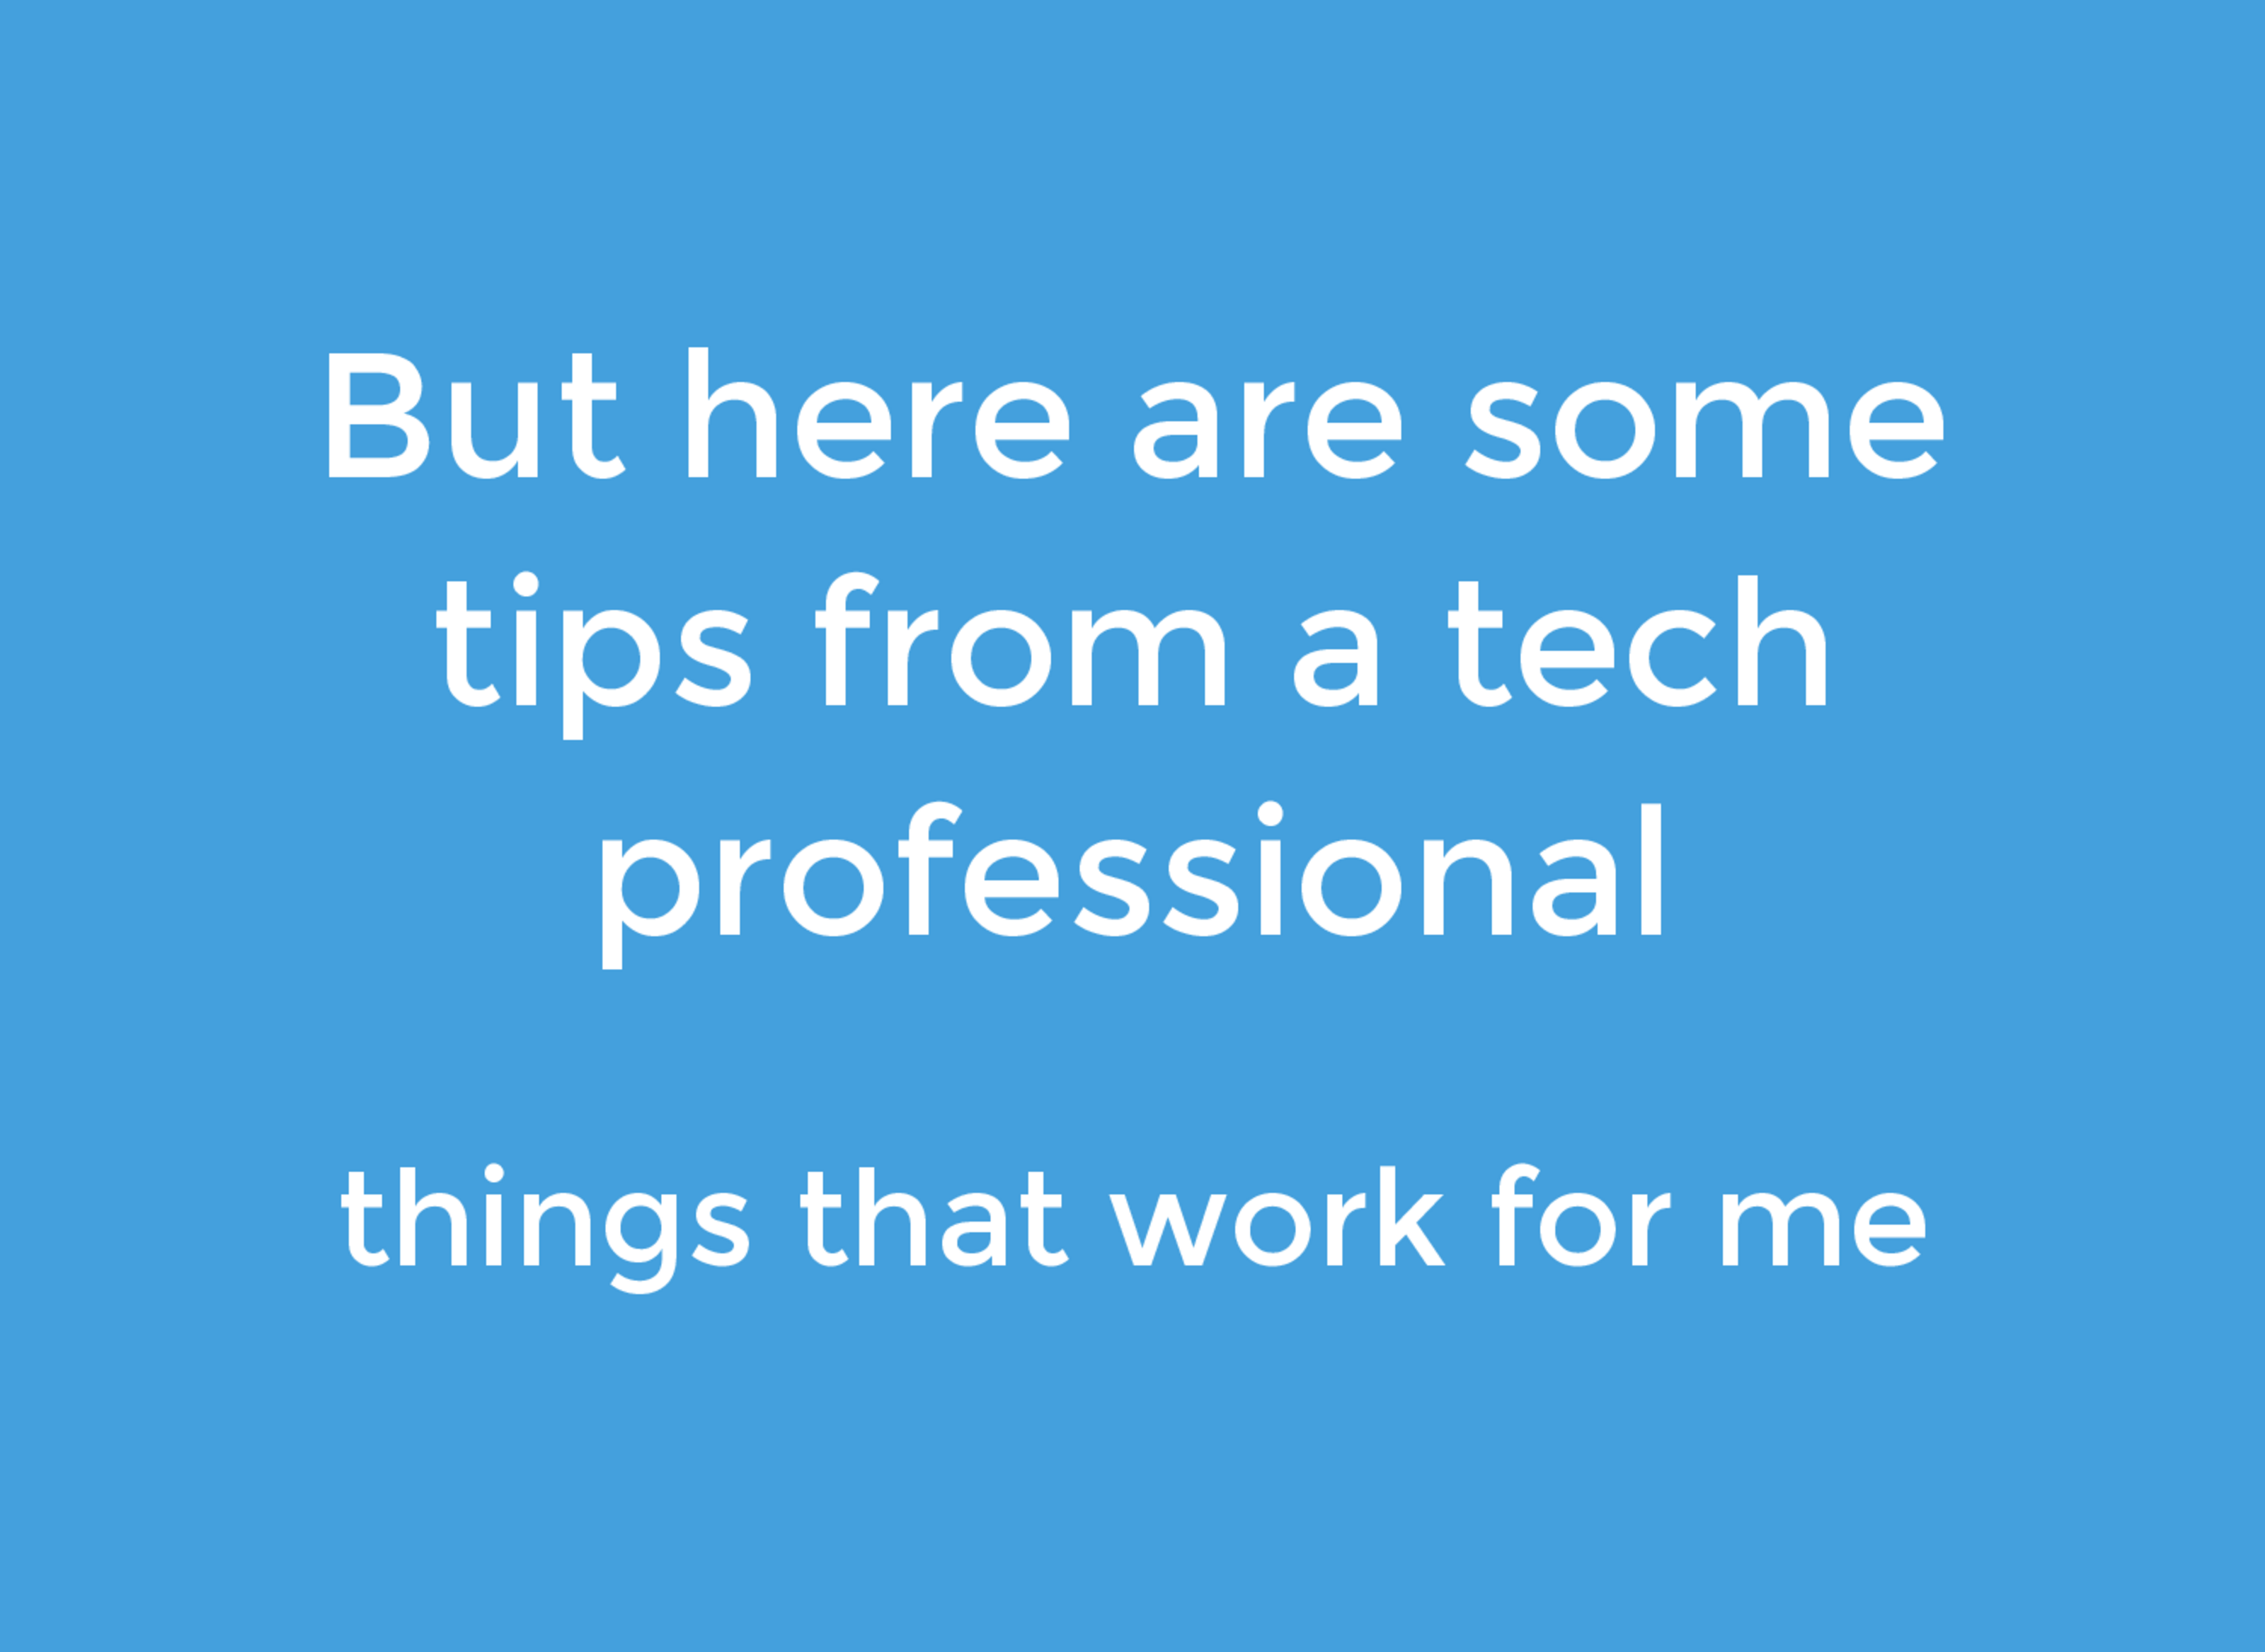 But here are some
tips from a tech
professional
things that work for me